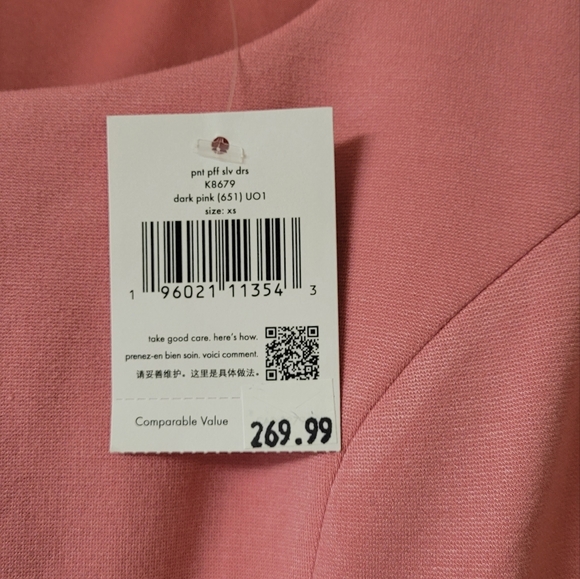 pnt pff slv drs
K8679
dark pink (651) UO1
size: xs
1 96021 11354 3
take good care. here's how.
prenez-en bien soin. voici comment.
请妥善维护。这里是具体做法。
Comparable Value
269.99